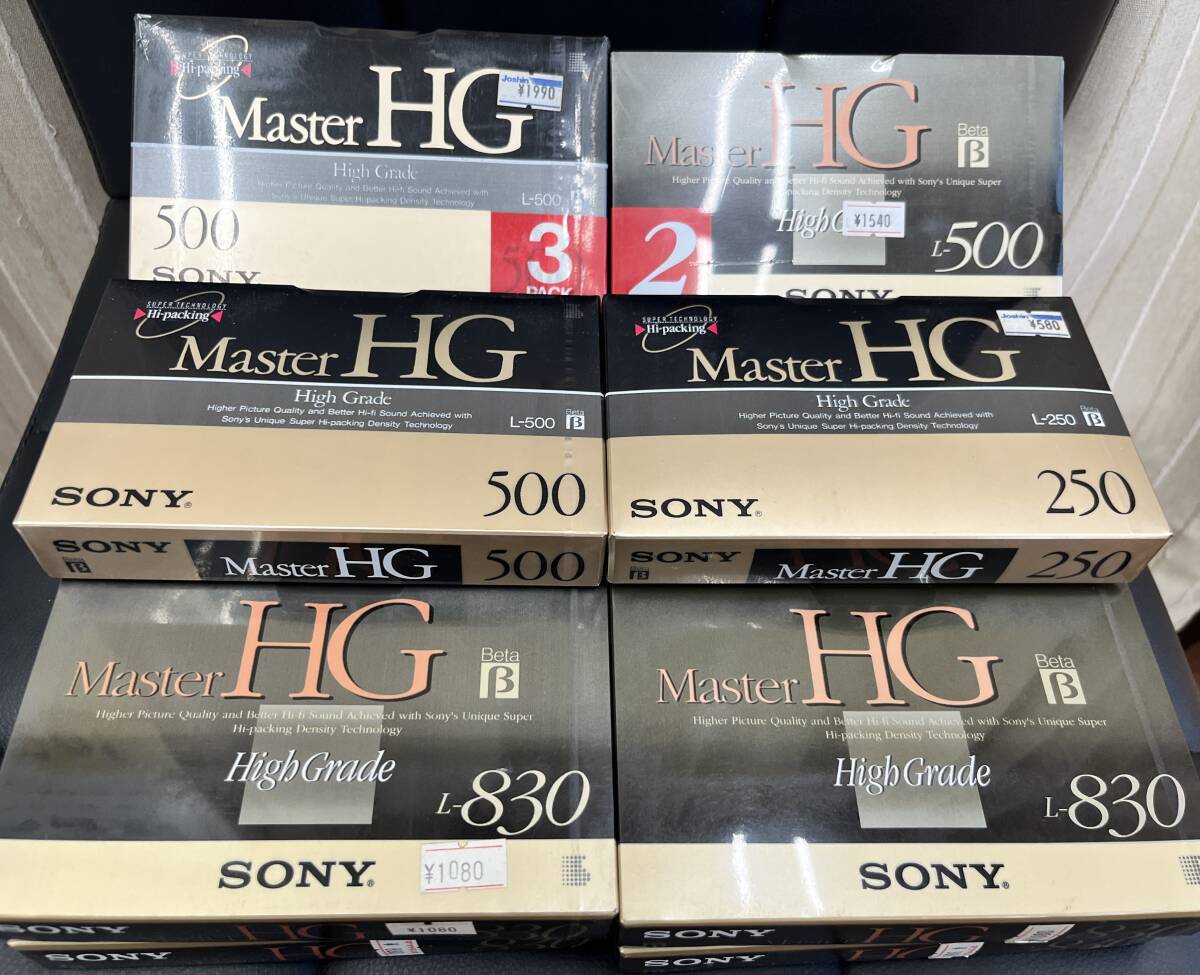 SUPER TECHNOLOGY
Hi-packing
Master HG
Joshin
¥1990
High Grade
Higher Picture Quality and Better Hi-fi Sound Achieved with
Sony's Unique Super Hi-packing Density Technology
L-500
500
3
PACK
SONY
Master HG
Beta
β
Higher Picture Quality and Better Hi-fi Sound Achieved with Sony's Unique Super
Hi-packing Density Technology
High
¥1540
2
L-500
SONY
SUPER TECHNOLOGY
Hi-packing
Master HG
High Grade
Higher Picture Quality and Better Hi-fi Sound Achieved with
Sony's Unique Super Hi-packing Density Technology
L-500
Beta
β
SONY®
500
SONY
Beta
β
Master HG
500
SUPER TECHNOLOGY
Hi-packing
Master HG
Joshin
¥580
High Grade
Higher Picture Quality and Better Hi-fi Sound Achieved with
Sony's Unique Super Hi-packing Density Technology
L-250
Beta
β
SONY®
250
SONY
Beta
β
Master HG
250
Master HG
Beta
β
Higher Picture Quality and Better Hi-fi Sound Achieved with Sony's Unique Super
Hi-packing Density Technology
High Grade
L-830
SONY®
¥1080
SONY
HG
¥1080
830
SONY
HG
Master HG
Beta
β
Higher Picture Quality and Better Hi-fi Sound Achieved with Sony's Unique Super
Hi-packing Density Technology
High Grade
L-830
SONY®
SONY
HG
SONY
HG